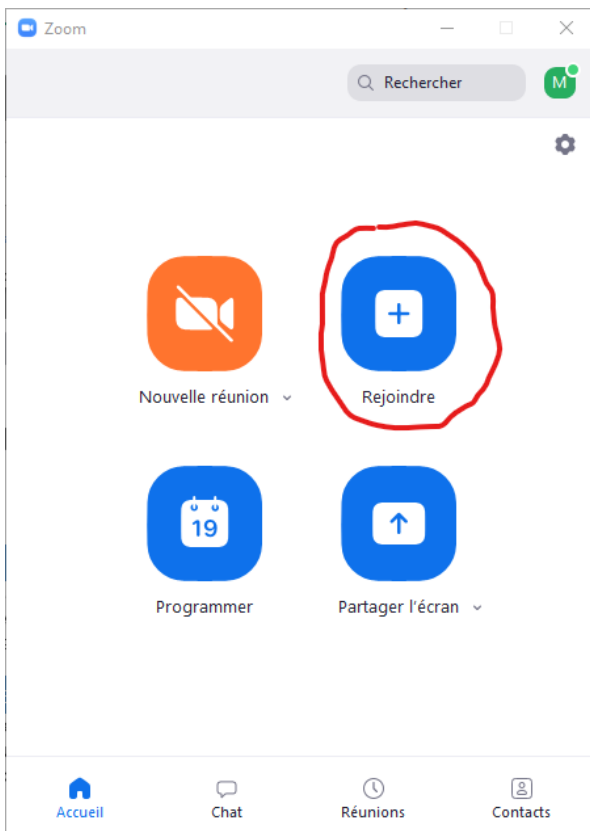 Zoom
Rechercher
M
Nouvelle réunion
Rejoindre
19
Programmer
Partager l'écran
Accueil
Chat
Réunions
Contacts